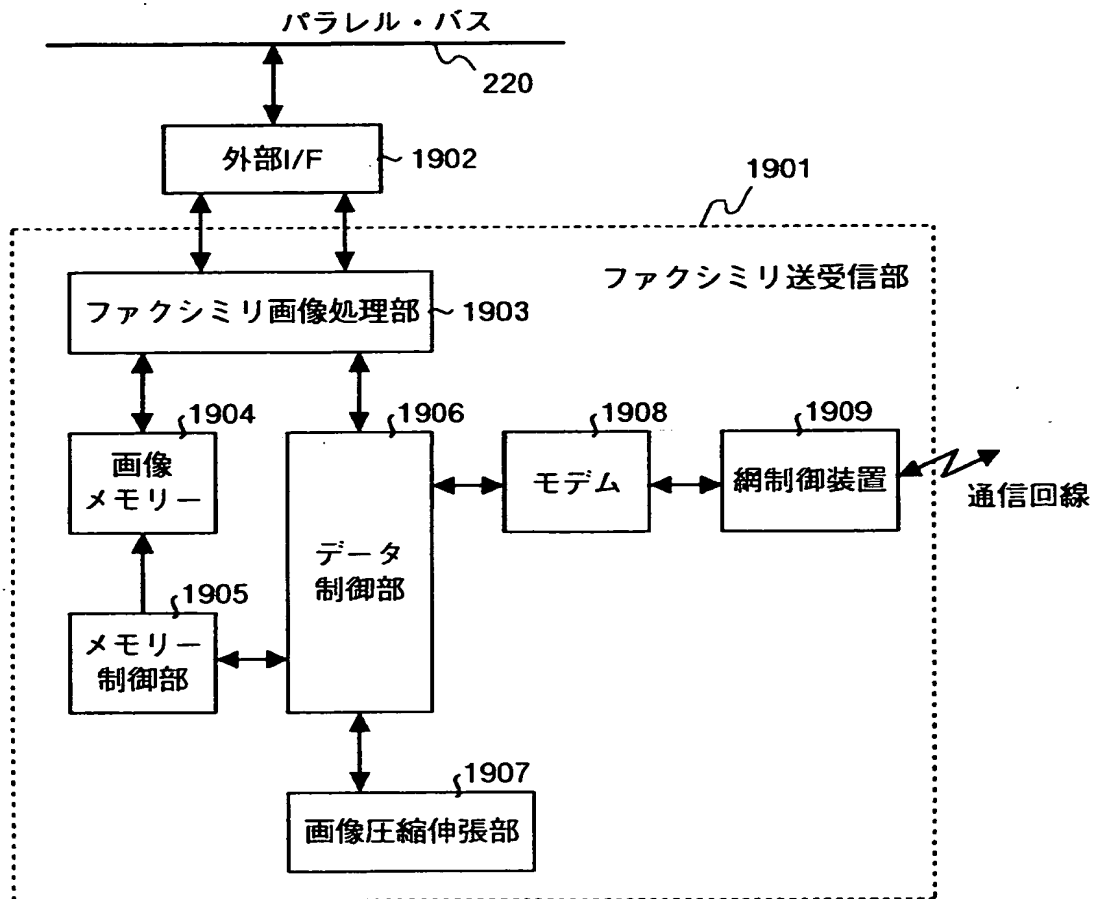 パラレル・バス
220
外部I/F
1902
1901
ファクシミリ送受信部
ファクシミリ画像処理部
1903
1904
画像
メモリー
1906
データ
制御部
1908
モデム
1909
網制御装置
通信回線
1905
メモリー
制御部
1907
画像圧縮伸張部